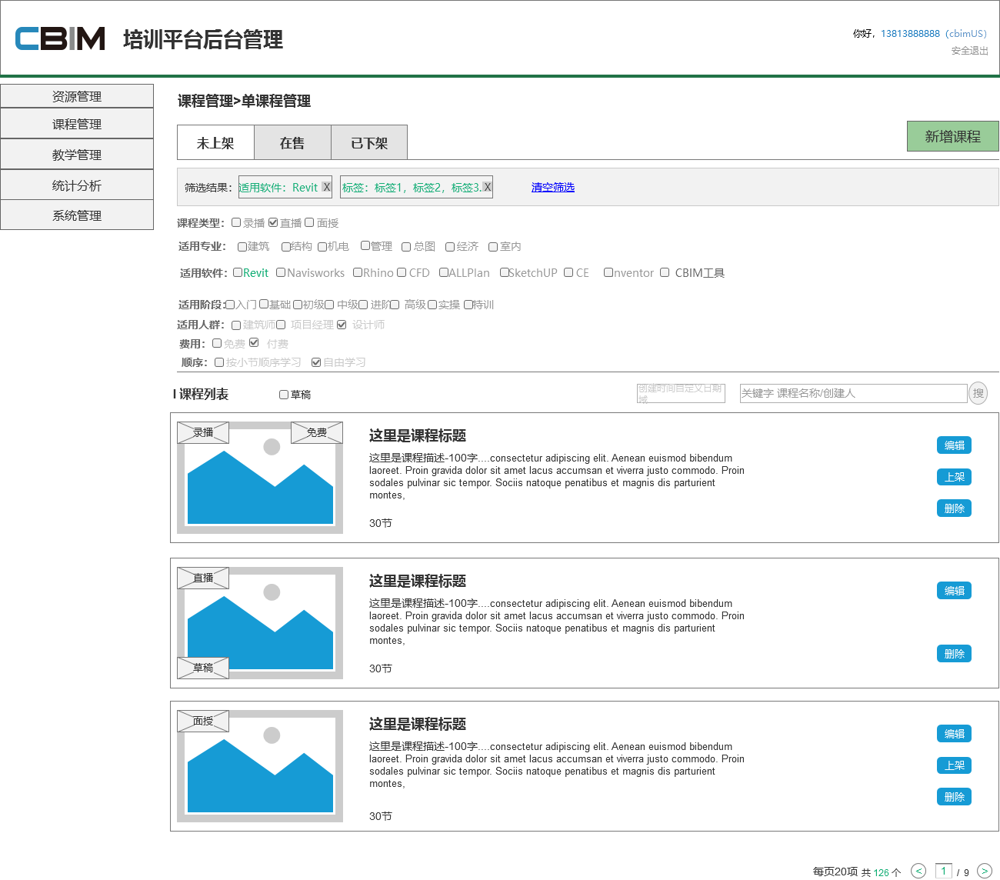 CBIM 培训平台后台管理
你好，13813888888（cbimUS）
安全退出
资源管理
课程管理
教学管理
统计分析
系统管理
课程管理>单课程管理
未上架 在售 已下架
新增课程
筛选结果： 适用软件：Revit X 标签：标签1，标签2，标签3. X 清空筛选
课程类型： 录播 直播 面授
适用专业： 建筑 结构 机电 管理 总图 经济 室内
适用软件： Revit Navisworks Rhino CFD ALLPlan SketchUP CE nventor CBIM工具
适用阶段： 入门 基础 初级 中级 进阶 高级 实操 特训
适用人群： 建筑师 项目经理 设计师
费用： 免费 付费
顺序： 按小节顺序学习 自由学习
I 课程列表 草稿
创建时间自定义日期
域
关键字 课程名称/创建人 搜
录播 免费
这里是课程标题
这里是课程描述-100字....consectetur adipiscing elit. Aenean euismod bibendum
laoreet. Proin gravida dolor sit amet lacus accumsan et viverra justo commodo. Proin
sodales pulvinar sic tempor. Sociis natoque penatibus et magnis dis parturient
montes,
30节
编辑
上架
删除
直播
草稿
这里是课程标题
这里是课程描述-100字....consectetur adipiscing elit. Aenean euismod bibendum
laoreet. Proin gravida dolor sit amet lacus accumsan et viverra justo commodo. Proin
sodales pulvinar sic tempor. Sociis natoque penatibus et magnis dis parturient
montes,
30节
编辑
删除
面授
这里是课程标题
这里是课程描述-100字....consectetur adipiscing elit. Aenean euismod bibendum
laoreet. Proin gravida dolor sit amet lacus accumsan et viverra justo commodo. Proin
sodales pulvinar sic tempor. Sociis natoque penatibus et magnis dis parturient
montes,
30节
编辑
上架
删除
每页20项 共 126 个 < 1 / 9 >